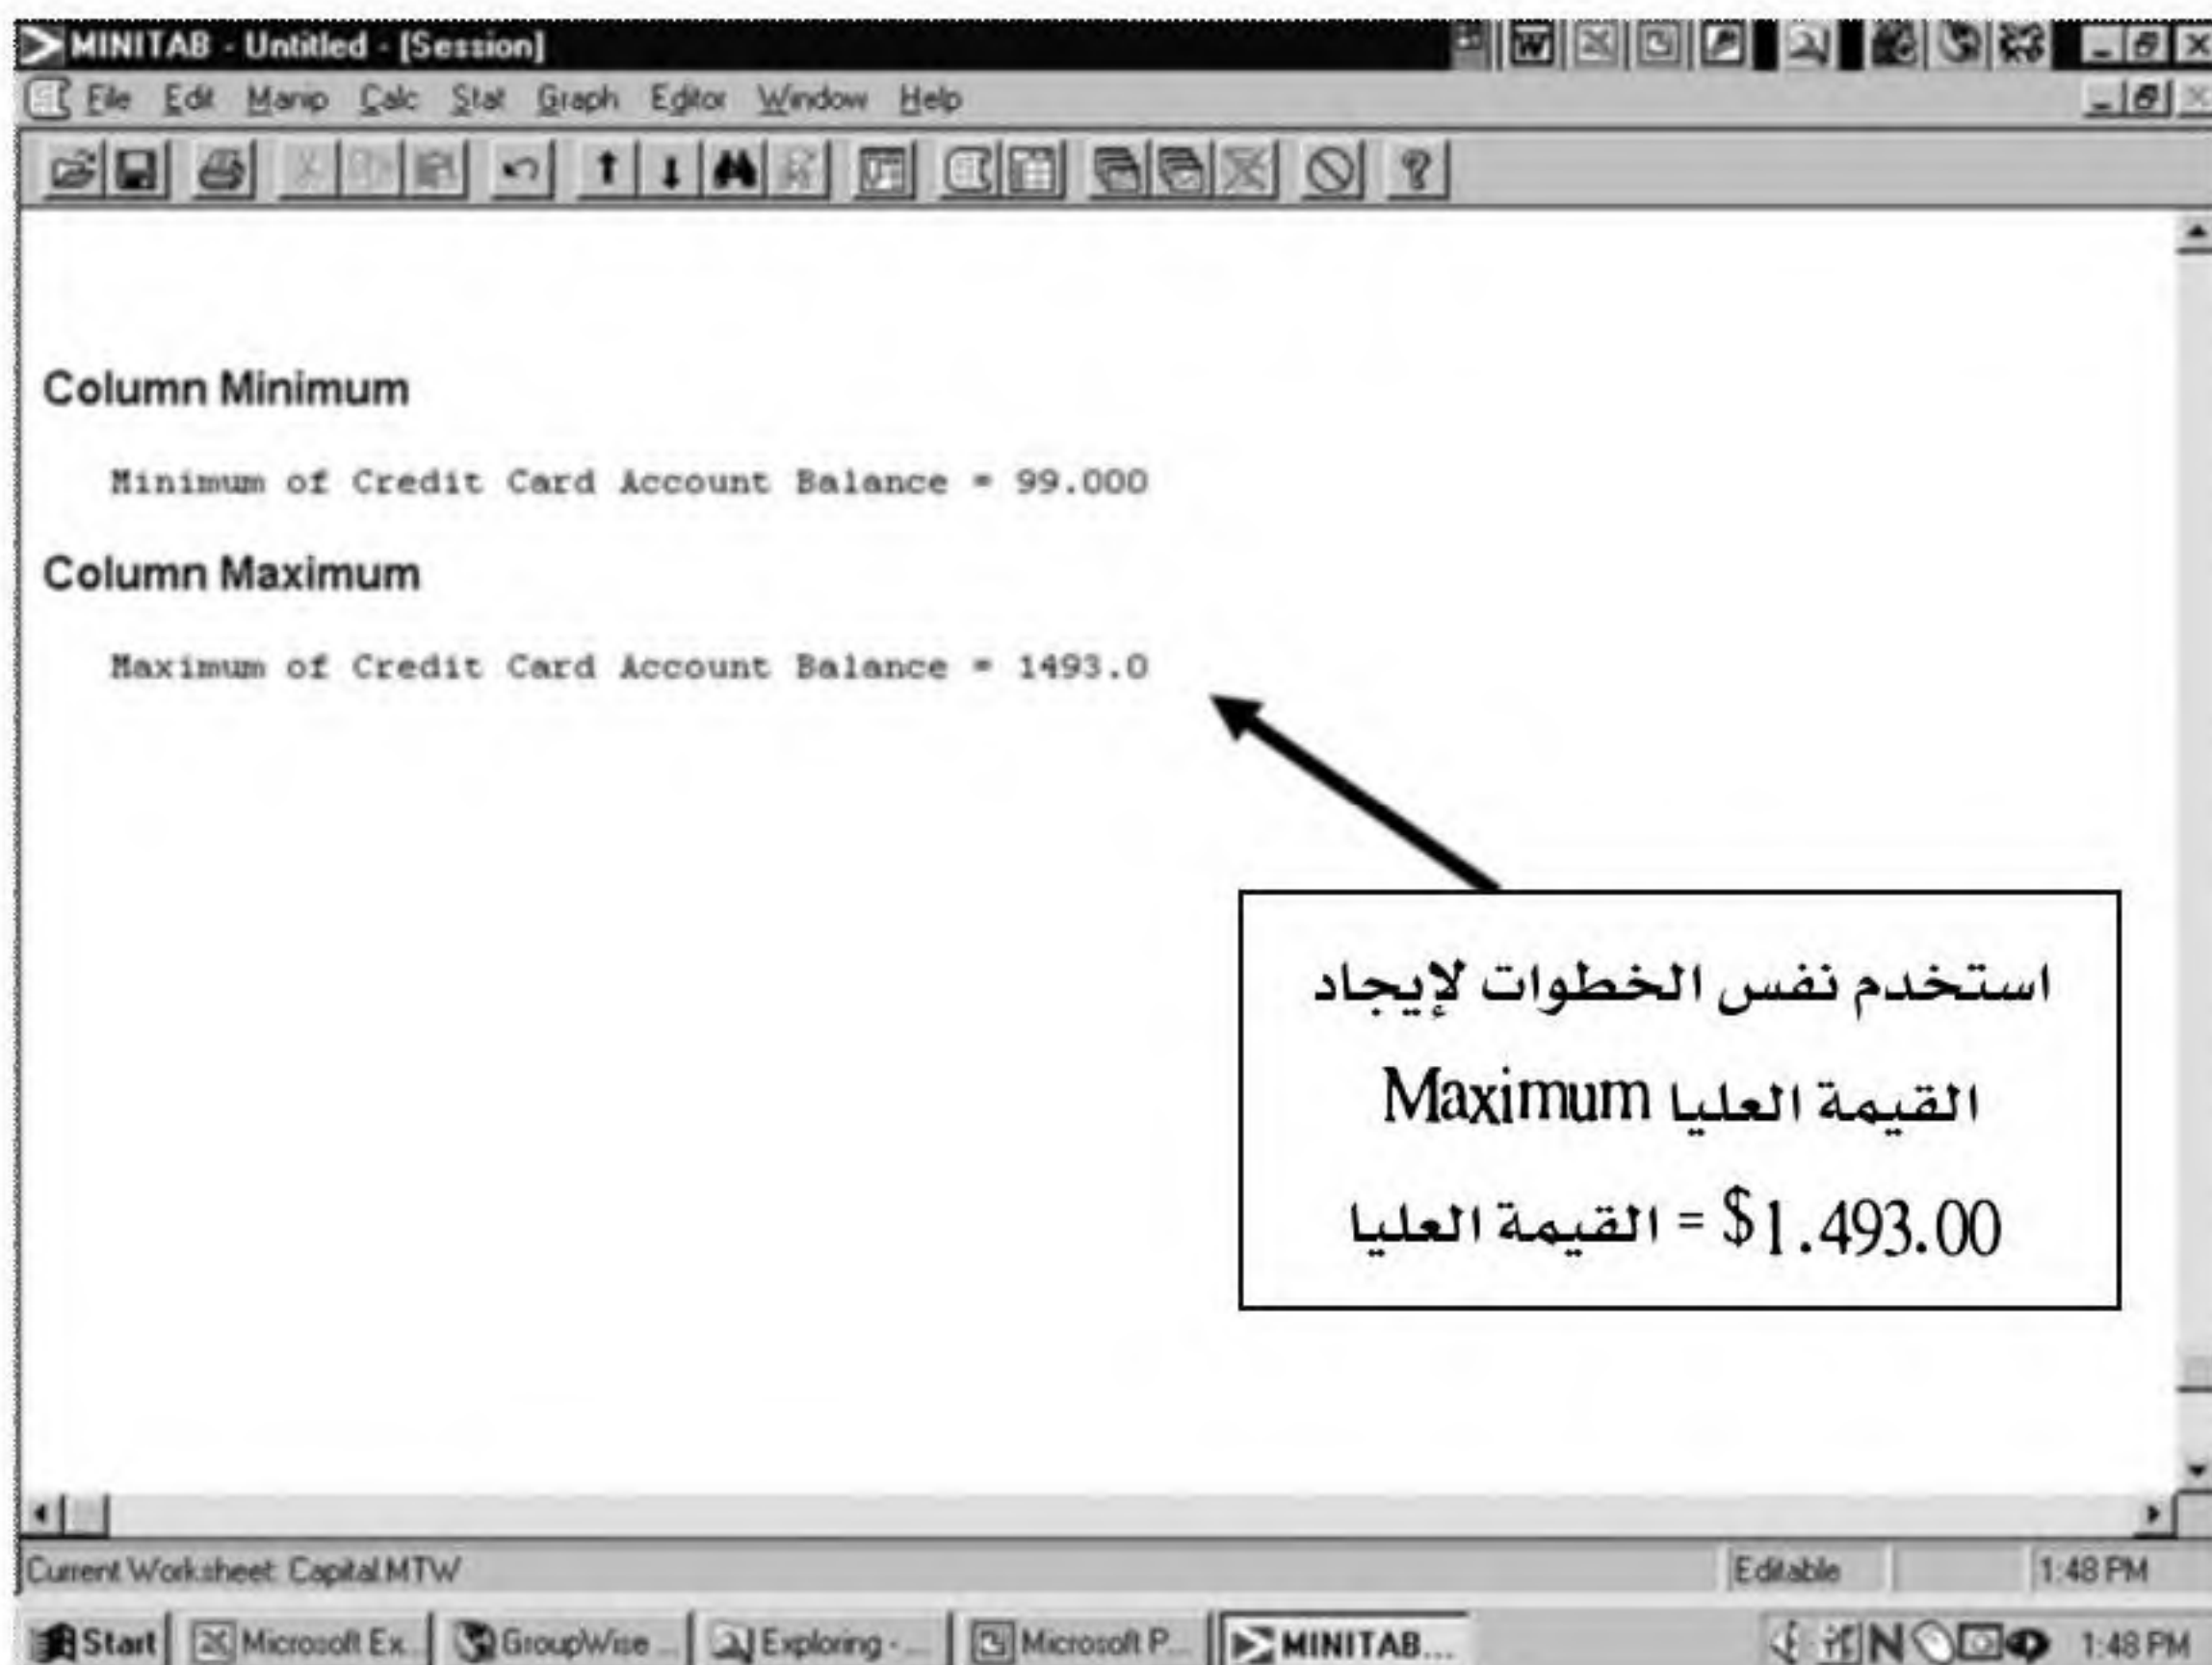 MINITAB - Untitled - [Session]
File Edit Manip Calc Stat Graph Editor Window Help
Column Minimum
Minimum of Credit Card Account Balance = 99.000
Column Maximum
Maximum of Credit Card Account Balance = 1493.0
استخدم نفس الخطوات لإيجاد
القيمة العليا Maximum
$1.493.00 = القيمة العليا
Current Worksheet: Capital.MTW Editable 1:48 PM
Start Microsoft Ex... GroupWise ... Exploring - ... Microsoft P... MINITAB... 1:48 PM